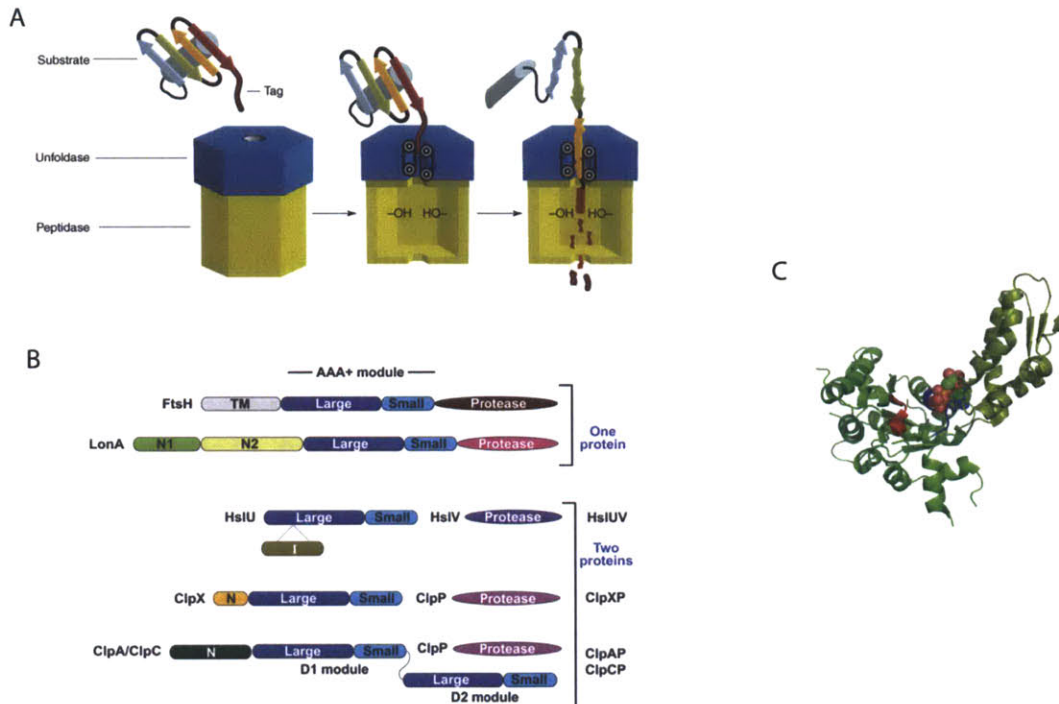 A
Substrate
Tag
Unfoldase
Peptidase
–OH HO–
–OH HO–
C
B
AAA+ module
FtsH TM Large Small Protease
LonA N1 N2 Large Small Protease
One
protein
HslU Large Small HslV Protease HslUV
I
Two
proteins
ClpX N Large Small ClpP Protease ClpXP
ClpA/ClpC N Large Small ClpP Protease ClpAP
ClpCP
D1 module
Large Small
D2 module